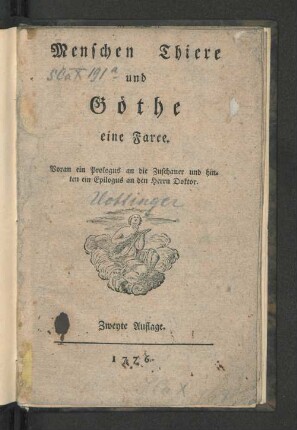 Menschen Thiere
und
Göthe
eine Farce.
Voran ein Prologus an die Zuschauer und hin-
ten ein Epilogus an den Herrn Doktor.
Hottinger
Zweyte Auflage.
1776.